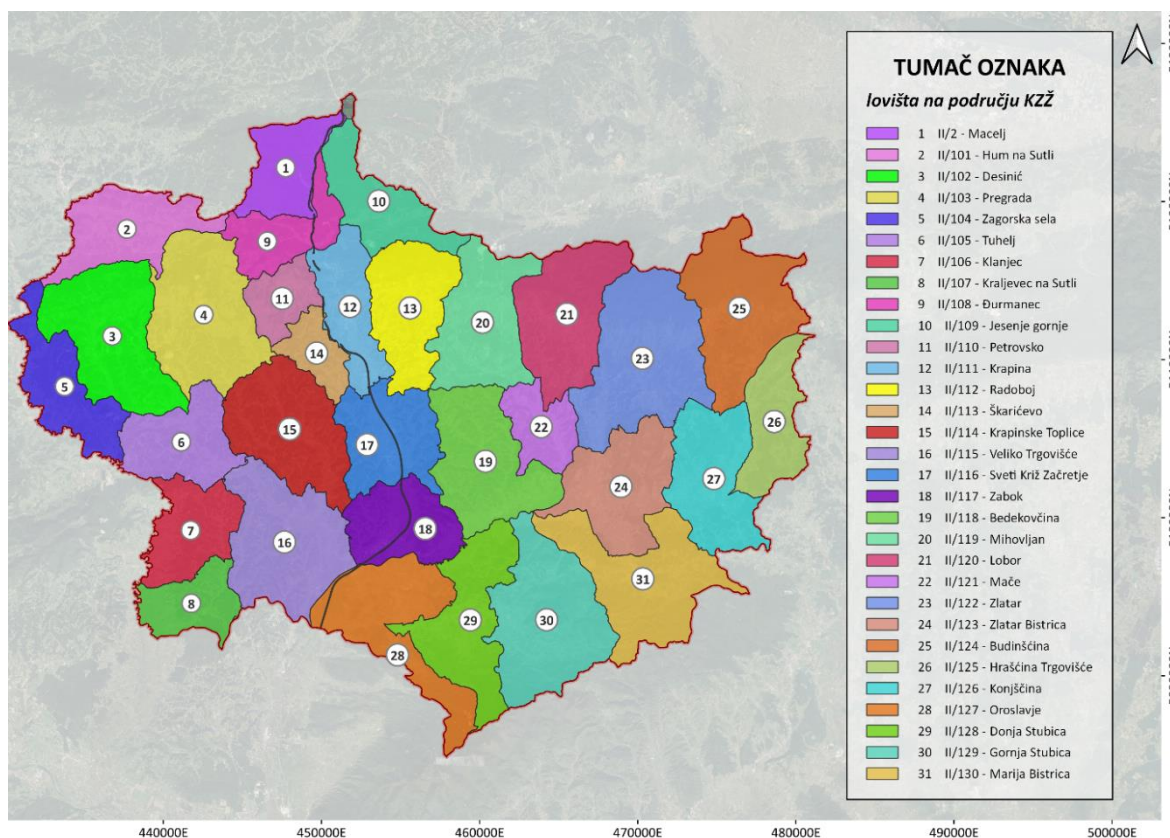 TUMAČ OZNAKA
lovišta na području KZŽ
1 II/2 - Macelj
2 II/101 - Hum na Sutli
3 II/102 - Desinić
4 II/103 - Pregrada
5 II/104 - Zagorska sela
6 II/105 - Tuhelj
7 II/106 - Klanjec
8 II/107 - Kraljevec na Sutli
9 II/108 - Đurmanec
10 II/109 - Jesenje gornje
11 II/110 - Petrovsko
12 II/111 - Krapina
13 II/112 - Radoboj
14 II/113 - Škarićevo
15 II/114 - Krapinske Toplice
16 II/115 - Veliko Trgovišće
17 II/116 - Sveti Križ Začretje
18 II/117 - Zabok
19 II/118 - Bedekovčina
20 II/119 - Mihovljan
21 II/120 - Lobor
22 II/121 - Mače
23 II/122 - Zlatar
24 II/123 - Zlatar Bistrica
25 II/124 - Budinšćina
26 II/125 - Hrašćina Trgovišće
27 II/126 - Konjščina
28 II/127 - Oroslavje
29 II/128 - Donja Stubica
30 II/129 - Gornja Stubica
31 II/130 - Marija Bistrica
1
10
2
9
11
12
13
25
4
20
21
3
23
14
5
26
15
22
6
17
19
27
24
7
18
16
31
8
29
30
28
440000E 450000E 460000E 470000E 480000E 490000E 500000E